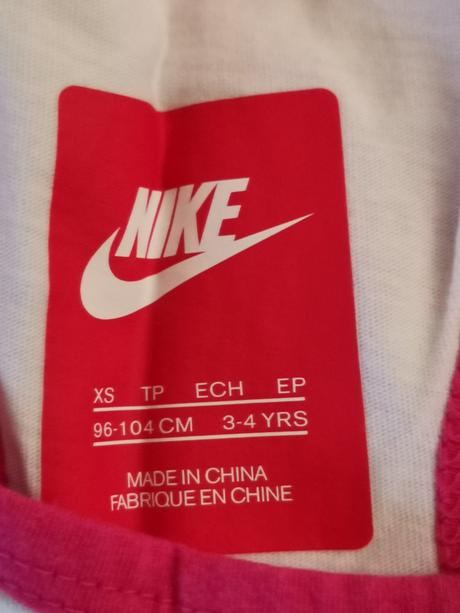 NIKE
XS TP ECH EP
96-104 CM 3-4 YRS
MADE IN CHINA
FABRIQUE EN CHINE